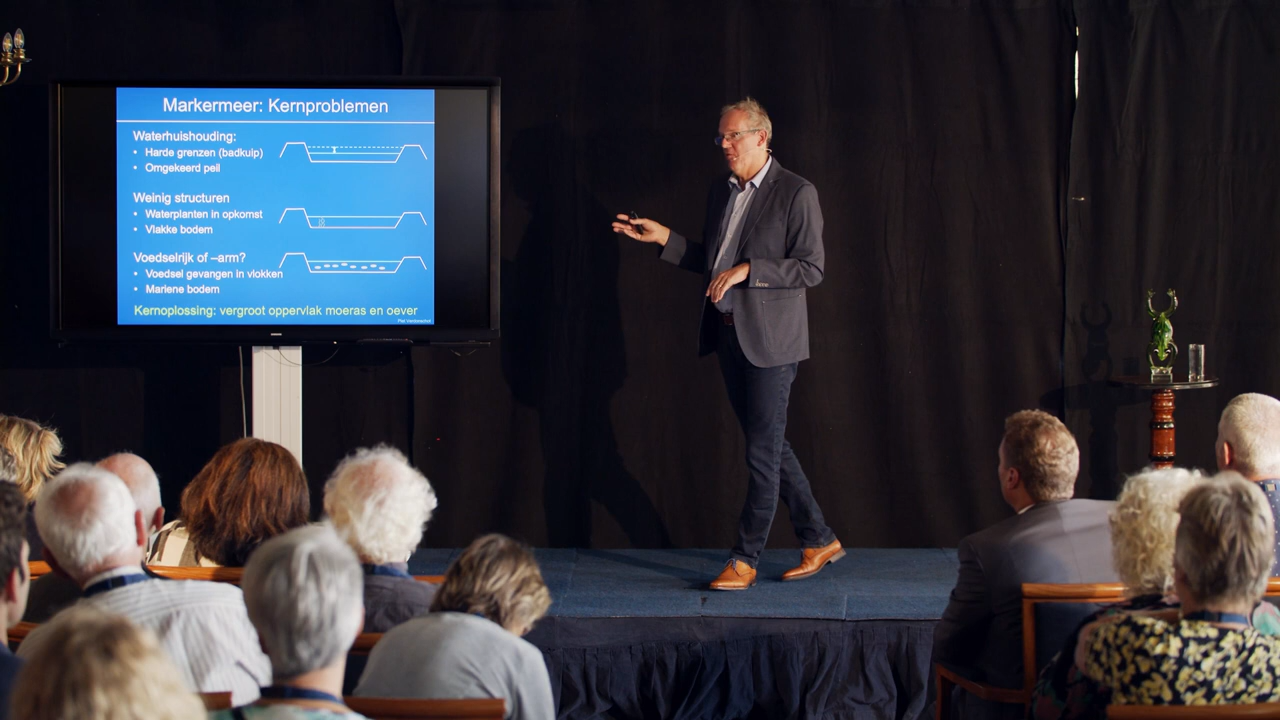 Markermeer: Kernproblemen
Waterhuishouding:
• Harde grenzen (badkuip)
• Omgekeerd peil
Weinig structuren
• Waterplanten in opkomst
• Vlakke bodem
Voedselrijk of –arm?
• Voedsel gevangen in vlokken
• Mariene bodem
Kernoplossing: vergroot oppervlak moeras en oever